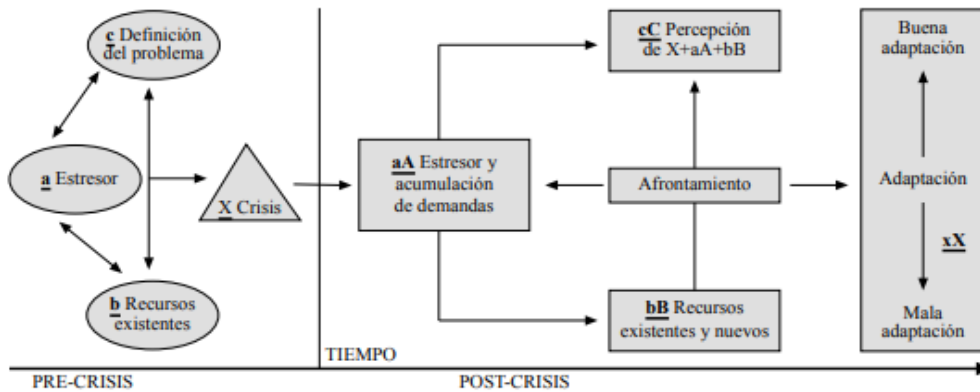 c Definición
del problema
a Estresor
b Recursos
existentes
X Crisis
aA Estresor y
acumulación
de demandas
cC Percepción
de X+aA+bB
Afrontamiento
bB Recursos
existentes y nuevos
Buena
adaptación
Adaptación
xX
Mala
adaptación
TIEMPO
PRE-CRISIS
POST-CRISIS